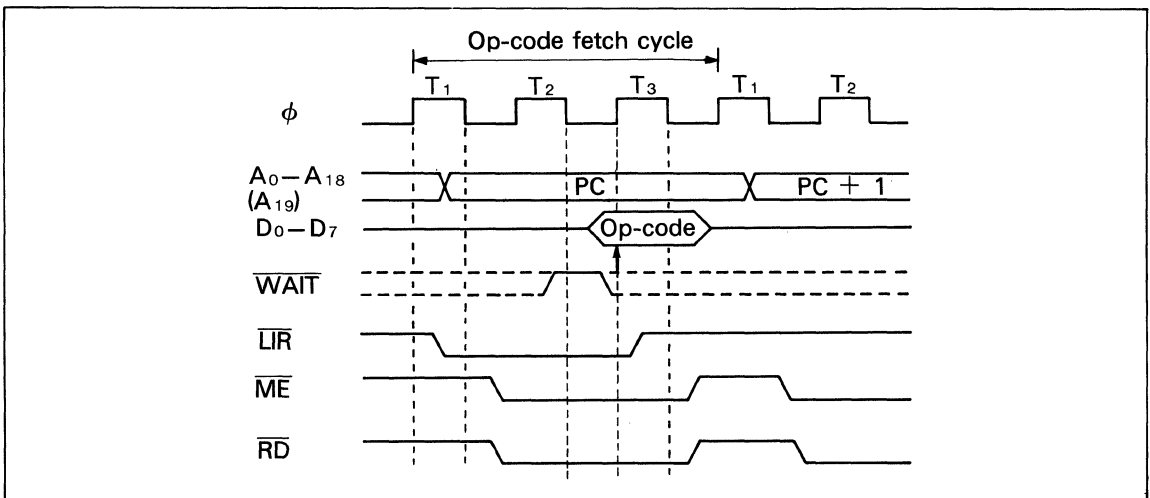 Op-code fetch cycle
T1 T2 T3 T1 T2
ϕ
A0–A18 PC PC + 1
(A19)
D0–D7 Op-code
WAIT
LIR
ME
RD